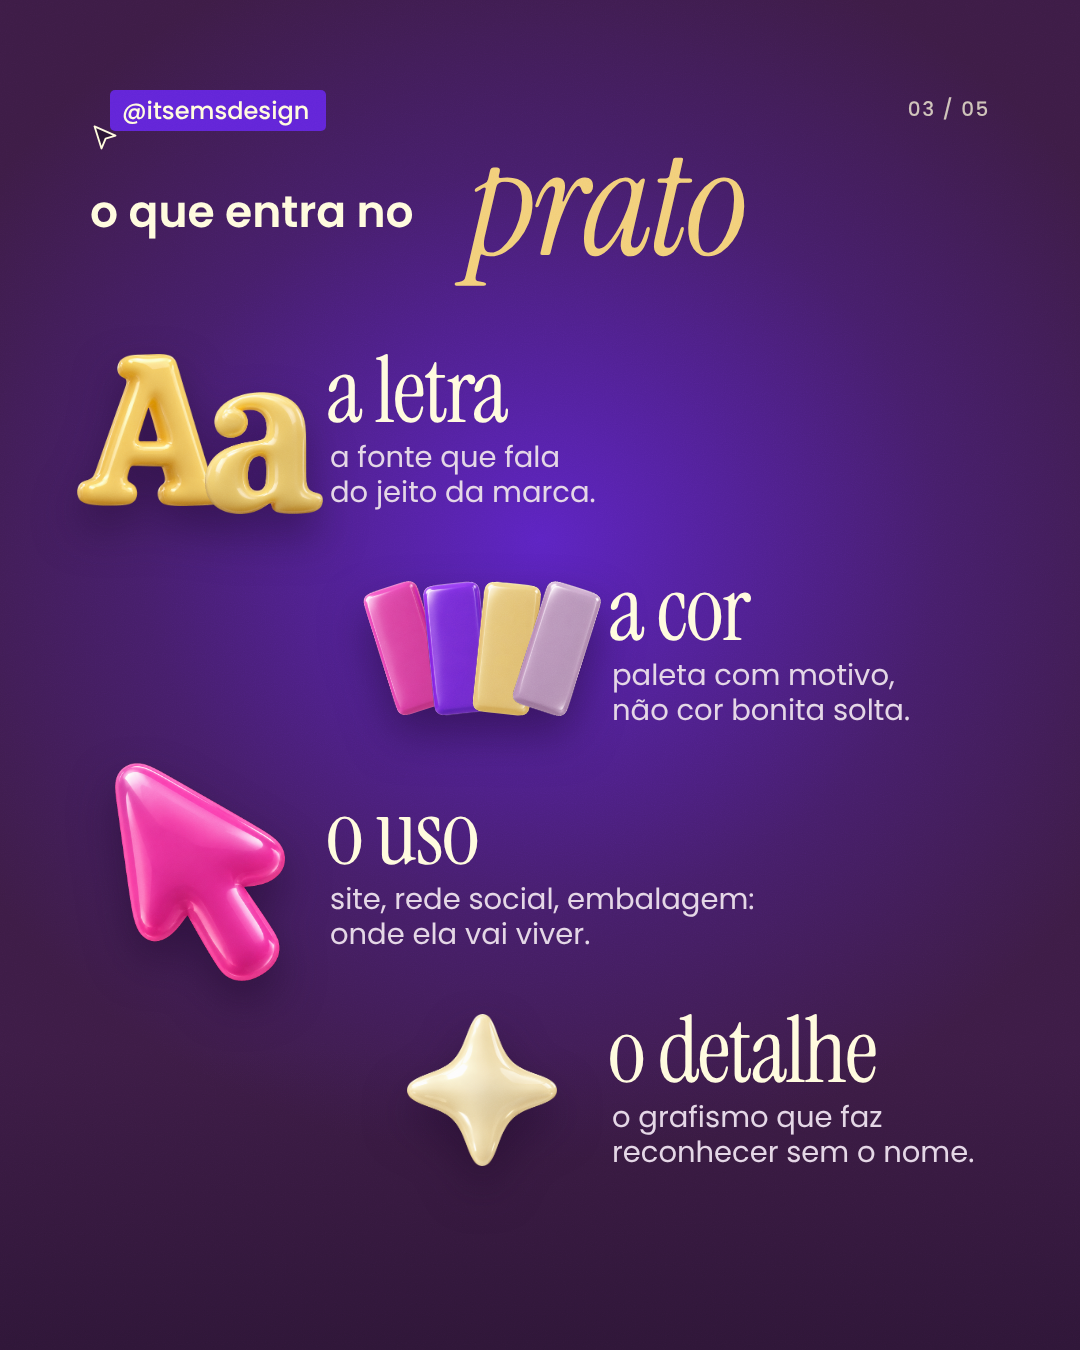 @itsemsdesign
03 / 05
o que entra no prato
Aa
a letra
a fonte que fala
do jeito da marca.
a cor
paleta com motivo,
não cor bonita solta.
o uso
site, rede social, embalagem:
onde ela vai viver.
o detalhe
o grafismo que faz
reconhecer sem o nome.